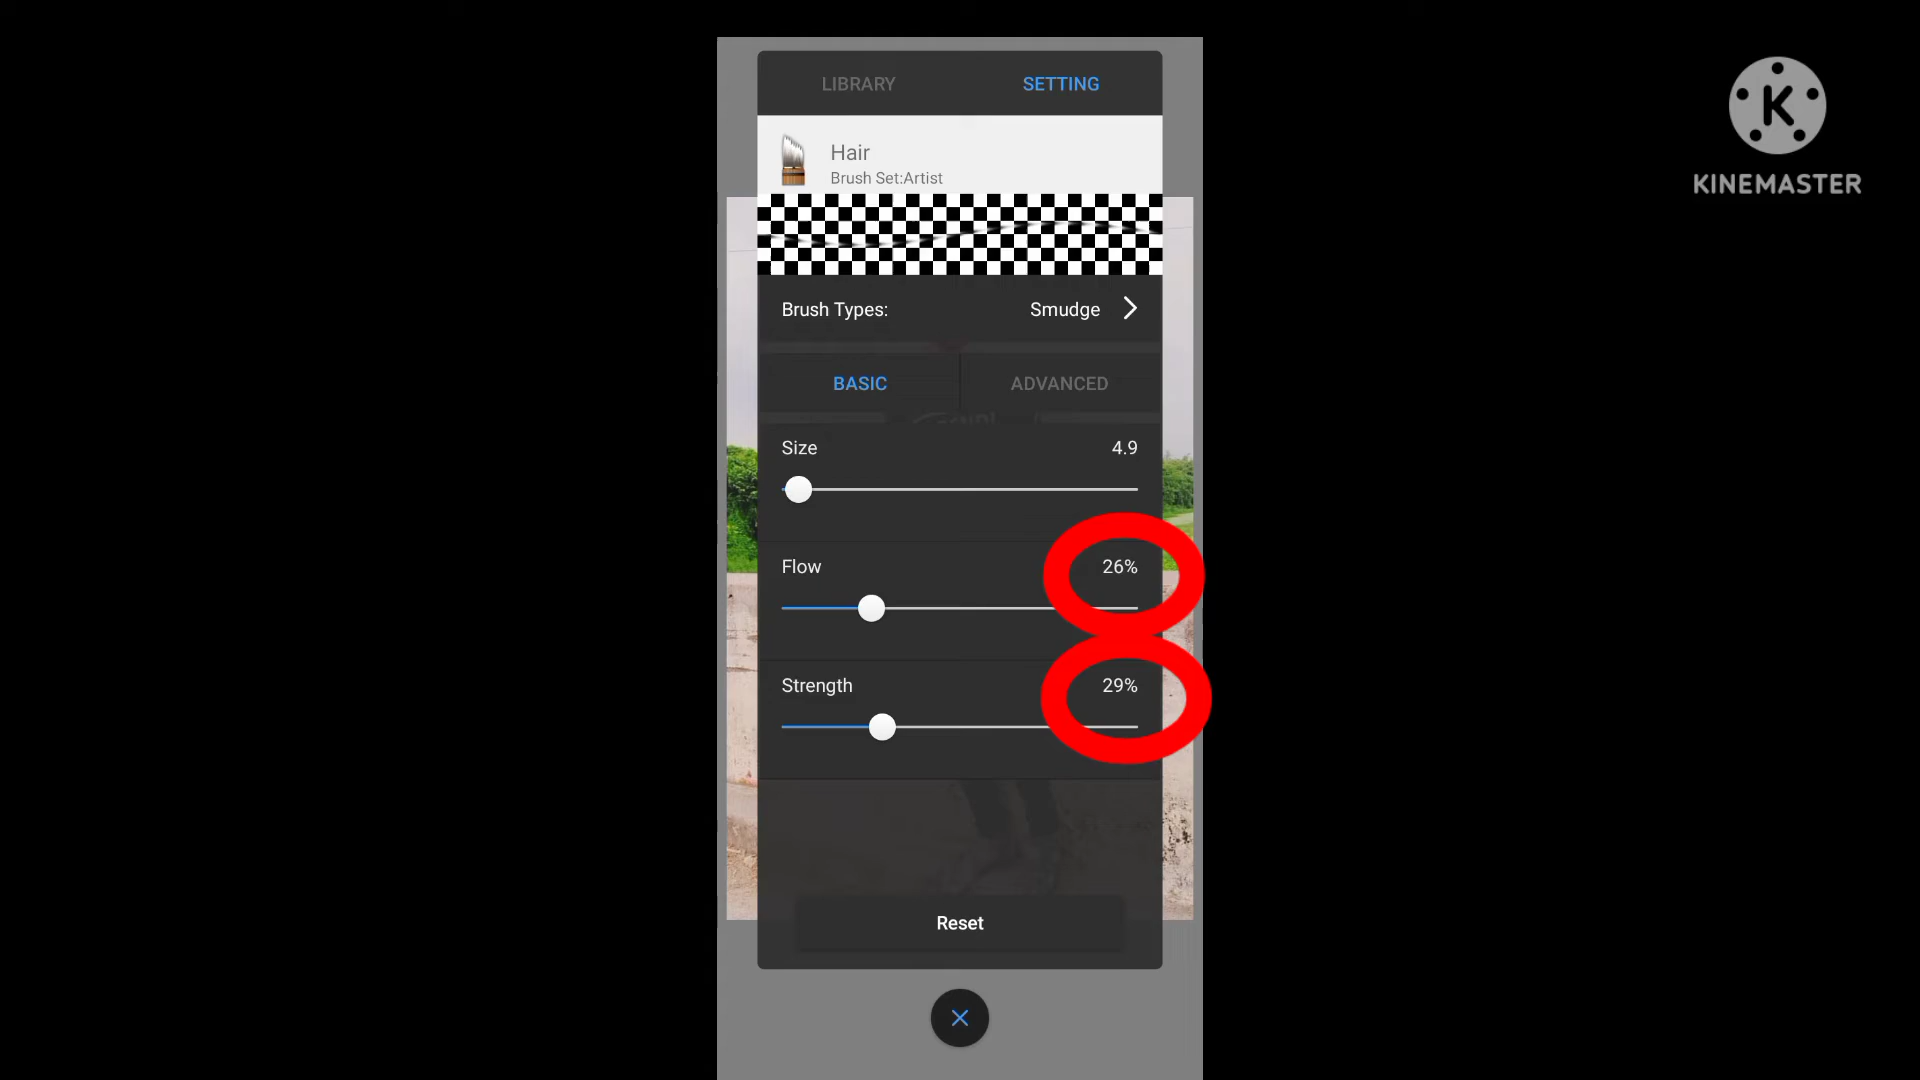 LIBRARY SETTING
K
KINEMASTER
Hair
Brush Set:Artist
Brush Types: Smudge
BASIC ADVANCED
Size 4.9
Flow 26%
Strength 29%
Reset